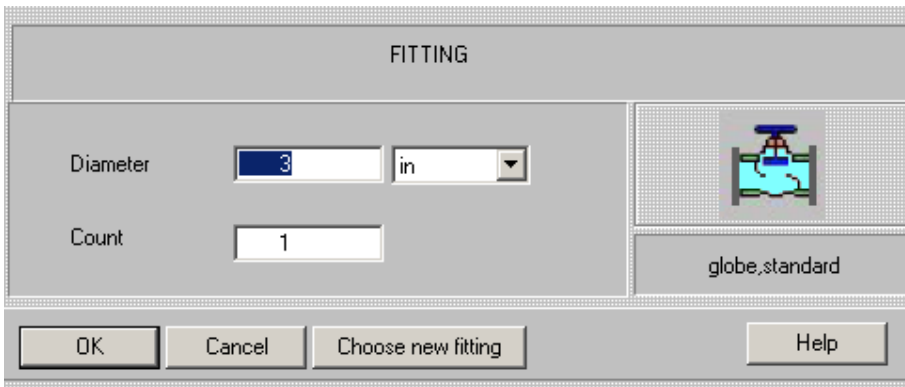 FITTING
Diameter 3 in
Count 1
globe,standard
OK Cancel Choose new fitting Help